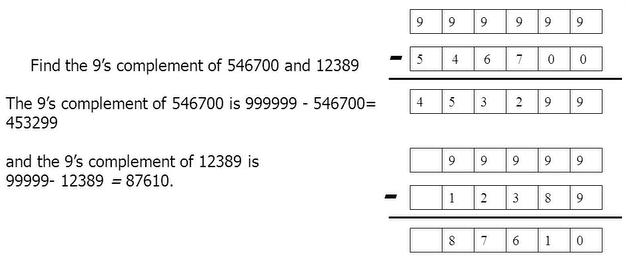 Find the 9's complement of 546700 and 12389
The 9's complement of 546700 is 999999 - 546700=
453299
and the 9's complement of 12389 is
99999- 12389 = 87610.
9 9 9 9 9 9
- 5 4 6 7 0 0
4 5 3 2 9 9
9 9 9 9 9
- 1 2 3 8 9
8 7 6 1 0